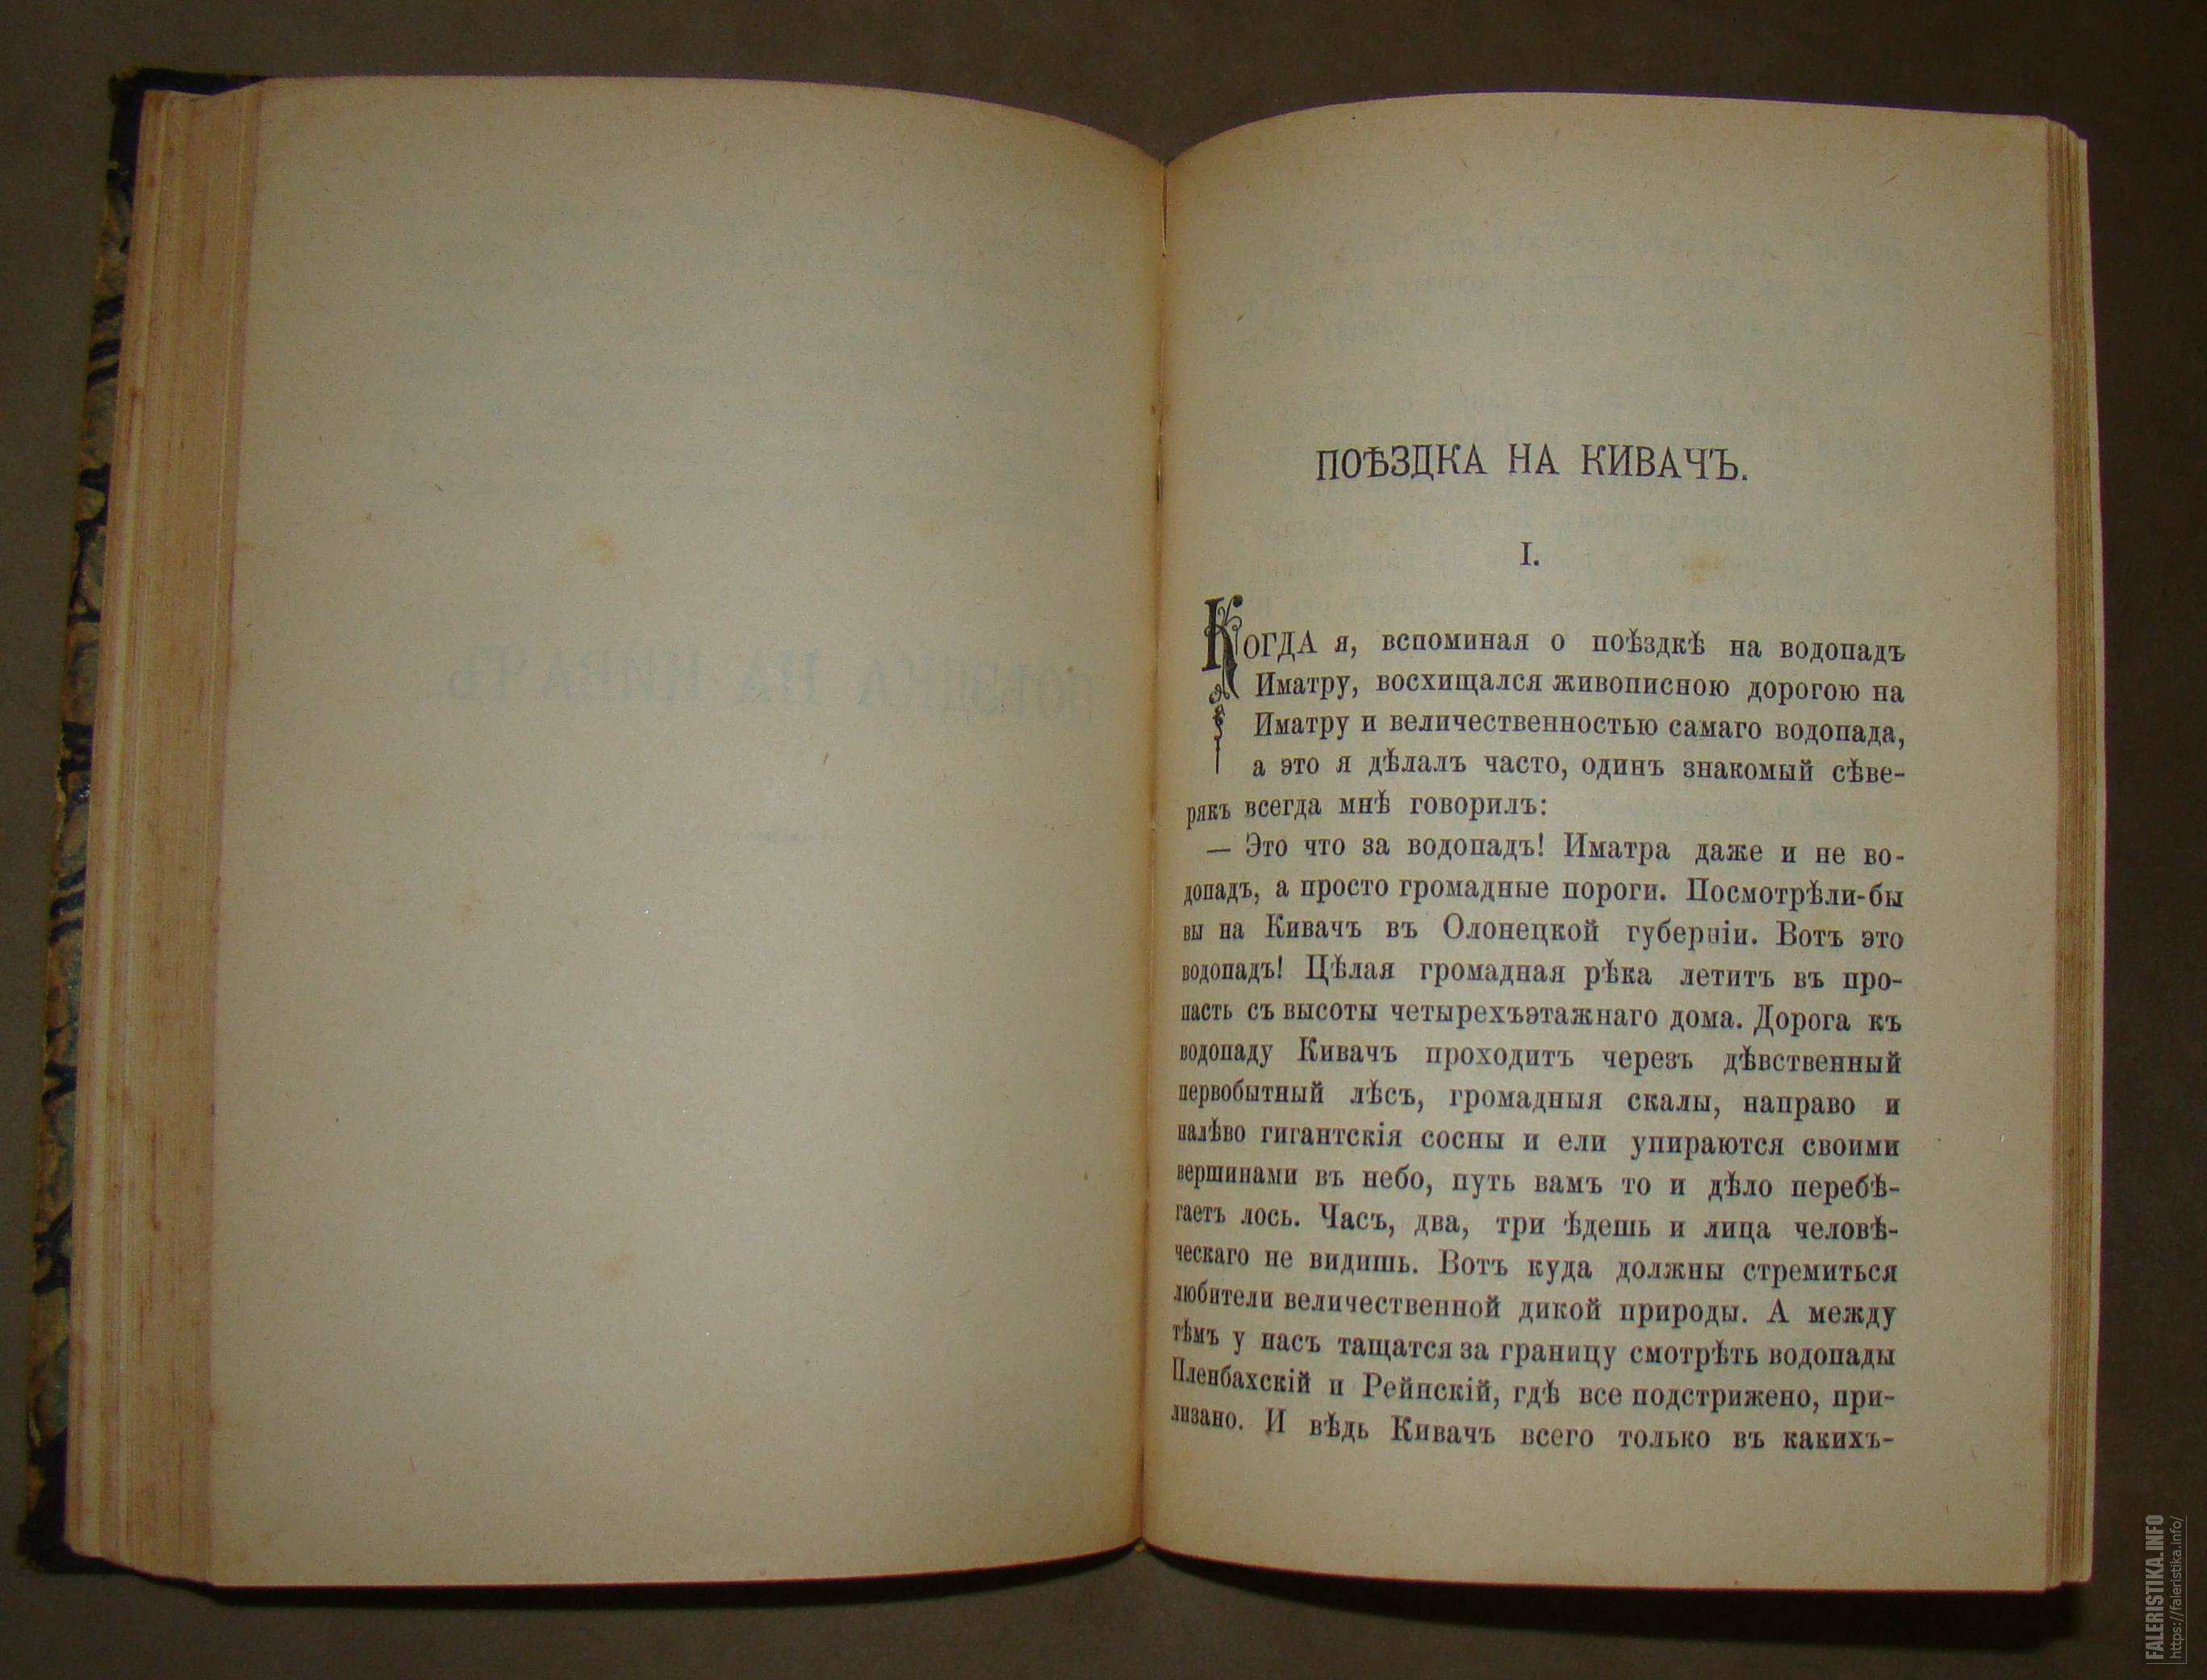 ПОѢЗДКА НА КИВАЧЪ.
I.
Когда я, вспоминая о поѣздкѣ на водопадъ
Иматру, восхищался живописною дорогою на
Иматру и величественностью самаго водопада,
а это я дѣлалъ часто, одинъ знакомый сѣве-
рякъ всегда мнѣ говорилъ:
— Это что за водопадъ! Иматра даже и не во-
допадъ, а просто громадные пороги. Посмотрѣли-бы
вы на Кивачъ въ Олонецкой губерніи. Вотъ это
водопадъ! Цѣлая громадная рѣка летитъ въ про-
пасть съ высоты четырехъэтажнаго дома. Дорога къ
водопаду Кивачъ проходитъ черезъ дѣвственный
первобытный лѣсъ, громадныя скалы, направо и
налѣво гигантскія сосны и ели упираются своими
вершинами въ небо, путь вамъ то и дѣло перебѣ-
гаетъ лось. Часъ, два, три ѣдешь и лица человѣ-
ческаго не видишь. Вотъ куда должны стремиться
любители величественной дикой природы. А между
тѣмъ у насъ тащатся за границу смотрѣть водопады
Пленбахскій и Рейнскій, гдѣ все подстрижено, при-
лизано. И вѣдь Кивачъ всего только въ какихъ-
FALERISTIKA.INFO
https://faleristika.info/